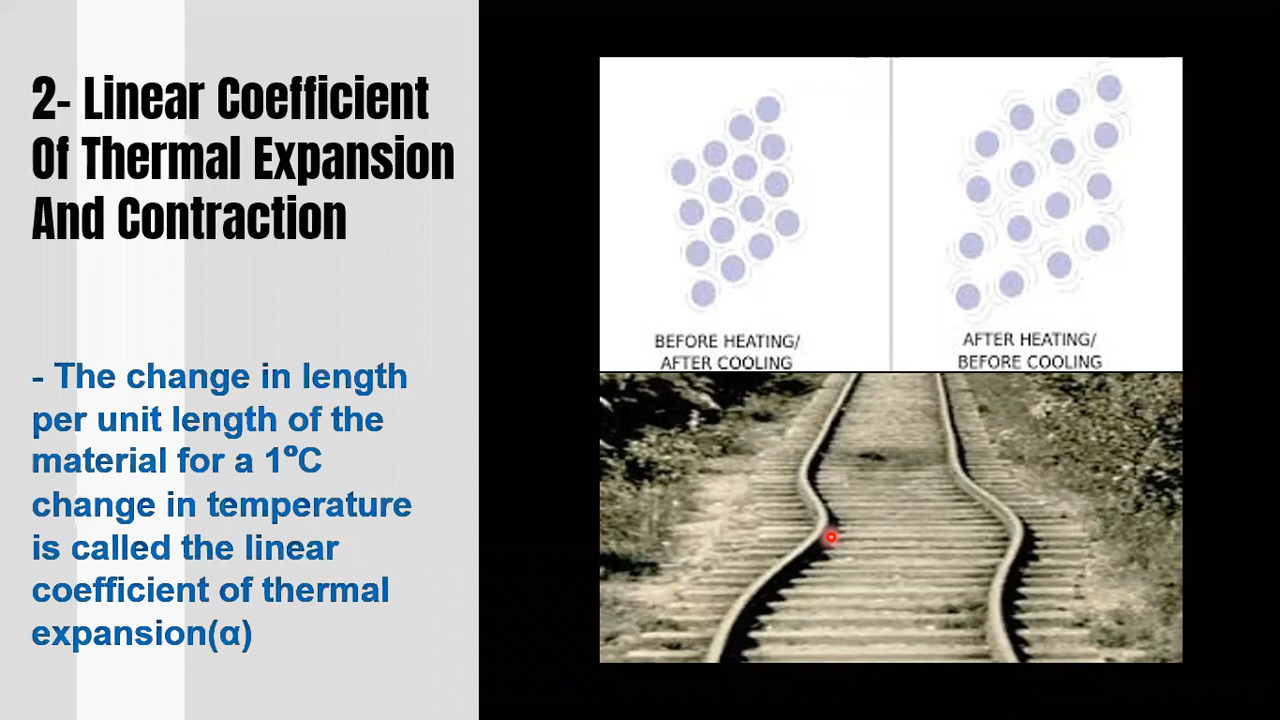 2- Linear Coefficient
Of Thermal Expansion
And Contraction
- The change in length
per unit length of the
material for a 1°C
change in temperature
is called the linear
coefficient of thermal
expansion(α)
BEFORE HEATING/
AFTER COOLING
AFTER HEATING/
BEFORE COOLING